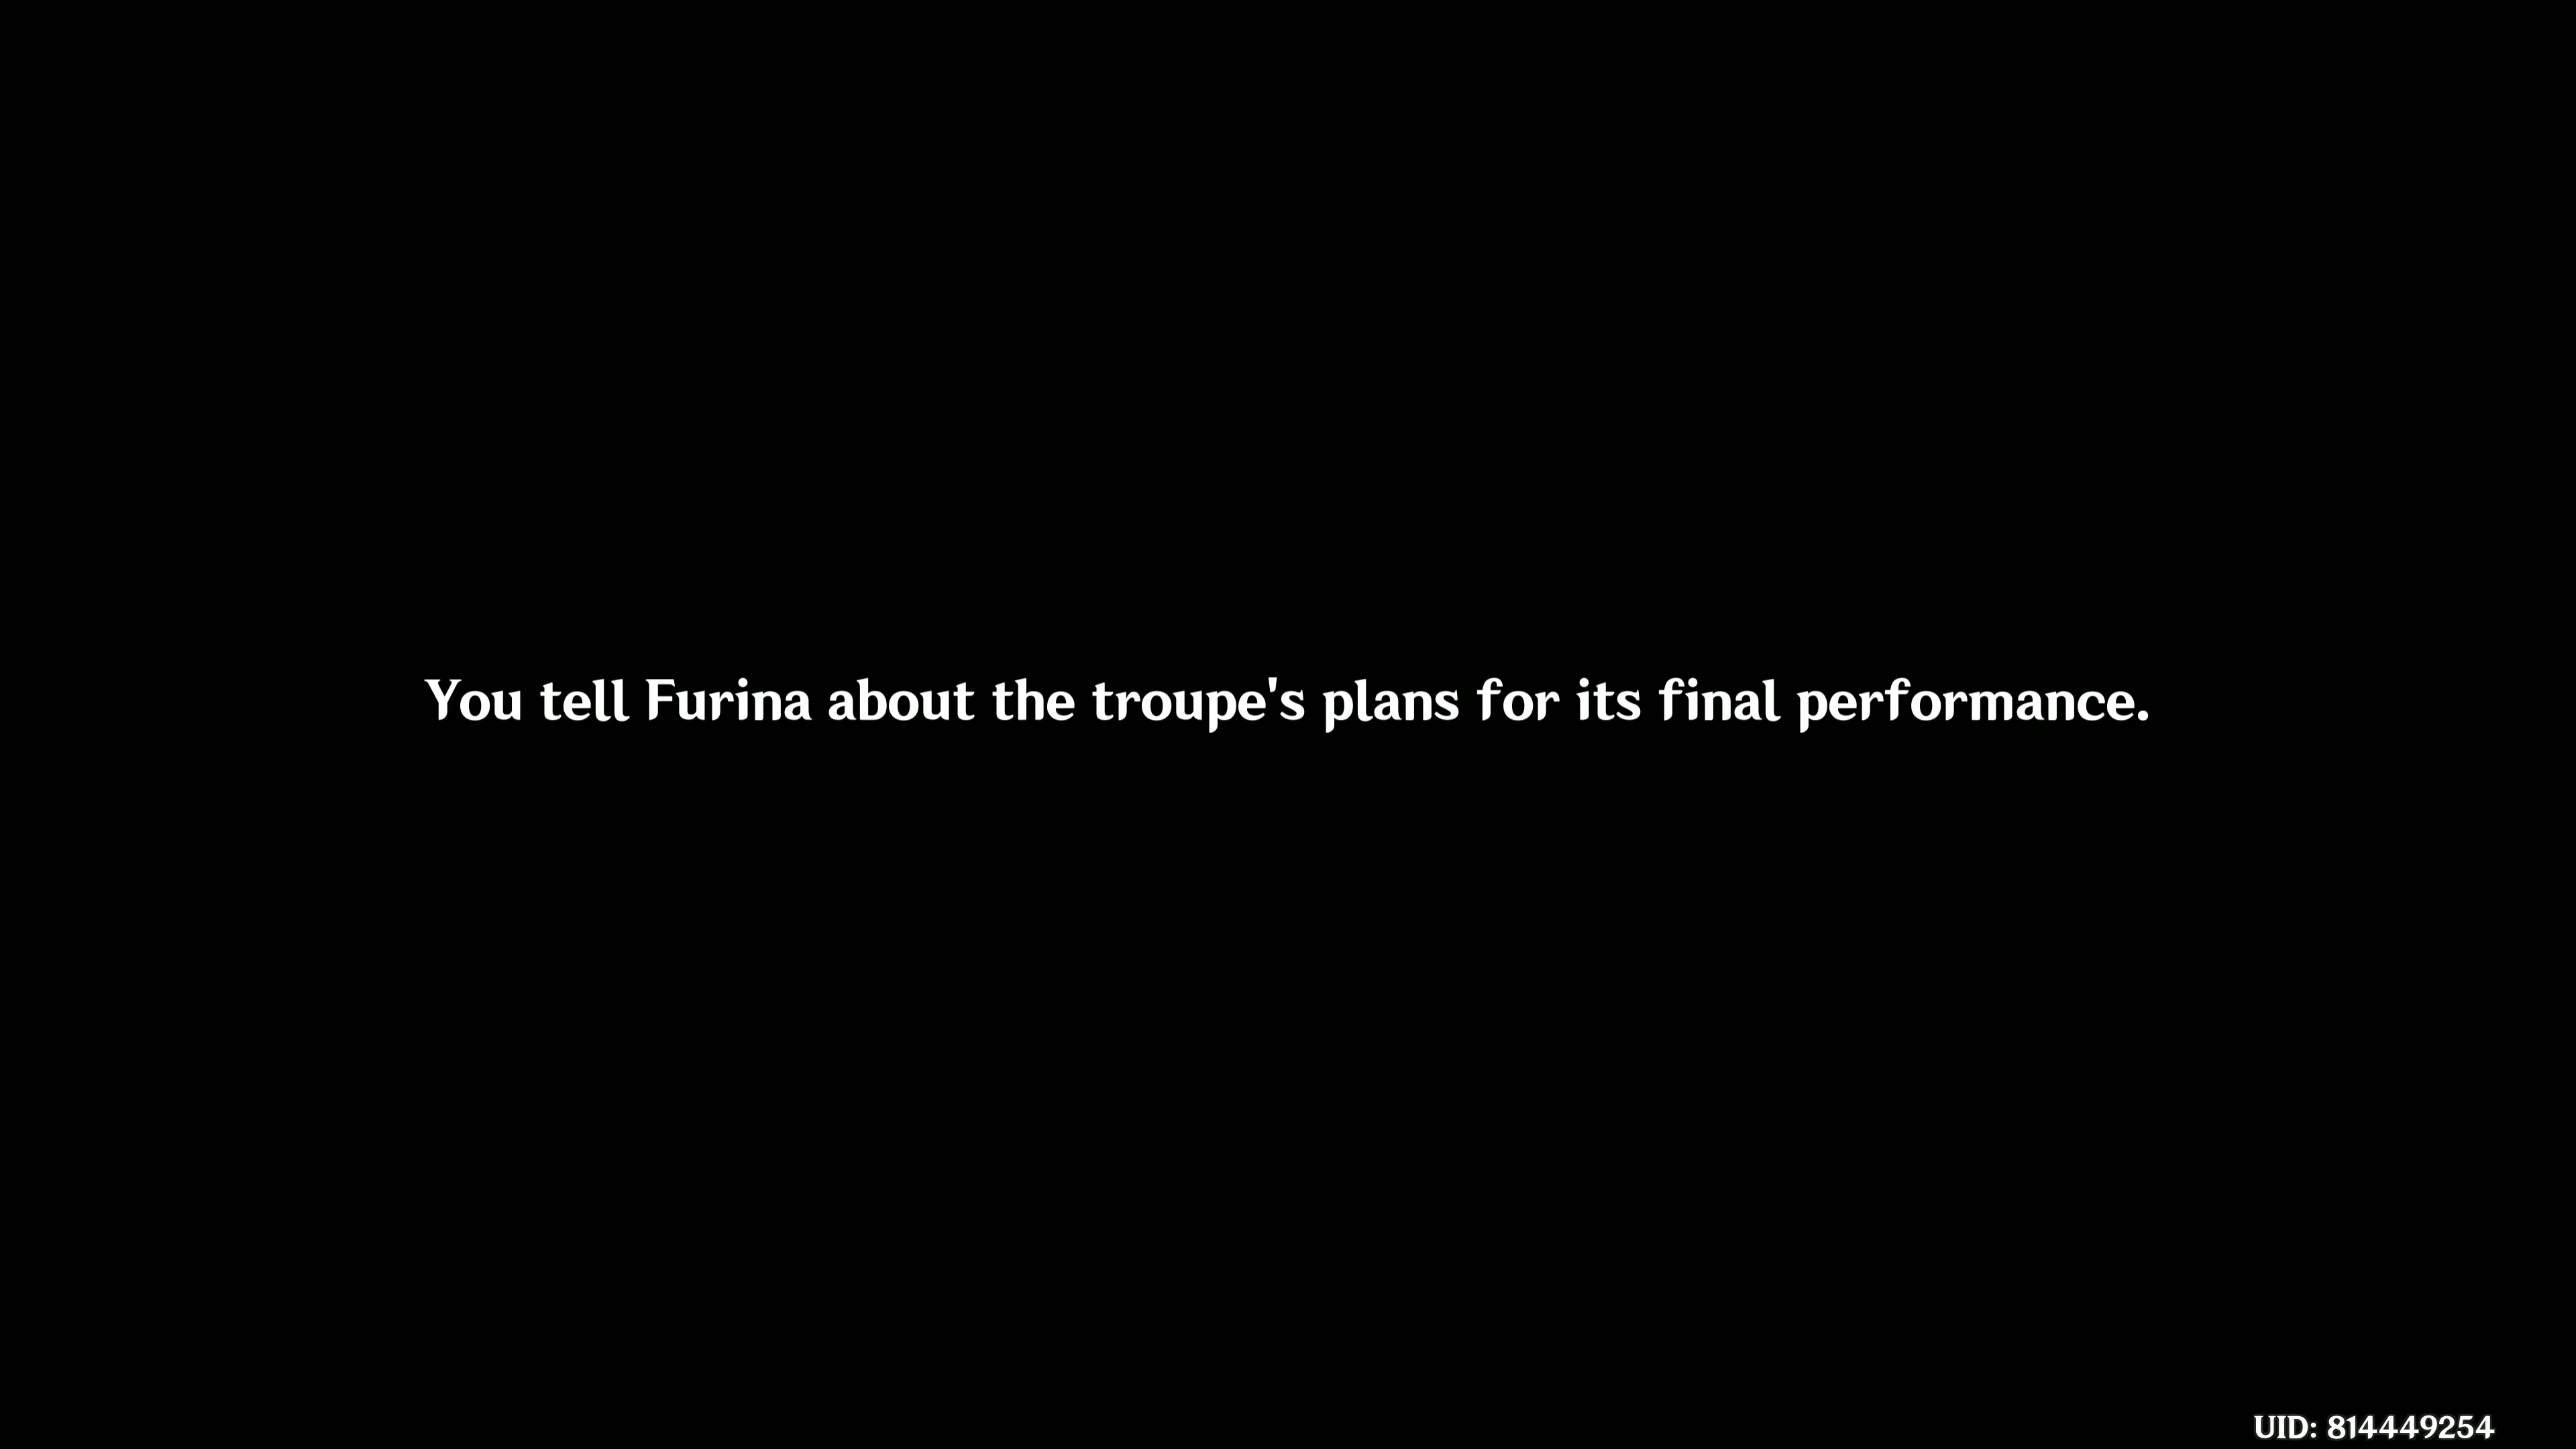 You tell Furina about the troupe's plans for its final performance.
UID: 814449254